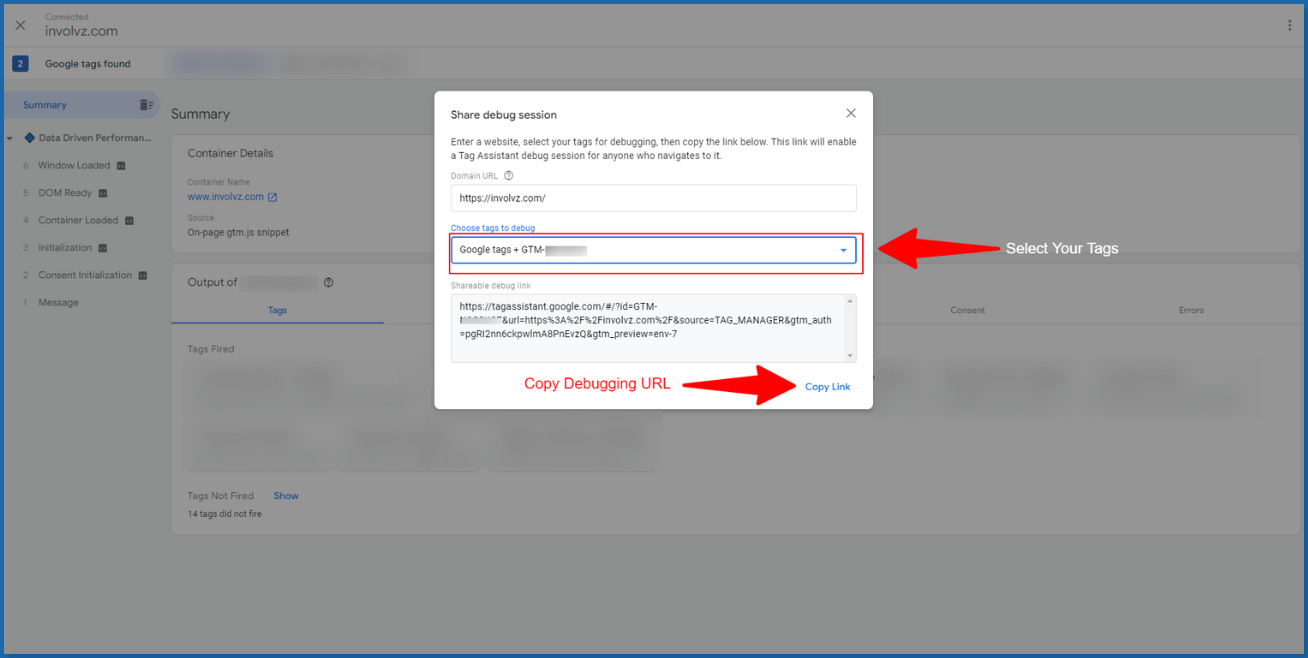 Connected
involvz.com
2 Google tags found
Summary
Data Driven Performan...
6 Window Loaded
5 DOM Ready
4 Container Loaded
3 Initialization
2 Consent Initialization
1 Message
Summary
Container Details
Container Name
www.involvz.com
Source
On-page gtm.js snippet
Output of
Tags
Consent
Errors
Tags Fired
Tags Not Fired Show
14 tags did not fire
Share debug session
Enter a website, select your tags for debugging, then copy the link below. This link will enable
a Tag Assistant debug session for anyone who navigates to it.
Domain URL
https://involvz.com/
Choose tags to debug
Google tags + GTM-
Shareable debug link
https://tagassistant.google.com/#/?id=GTM-
&url=https%3A%2F%2Finvolvz.com%2F&source=TAG_MANAGER&gtm_auth
=pgRI2nn6ckpwlmA8PnEvzQ&gtm_preview=env-7
Copy Debugging URL
Copy Link
Select Your Tags